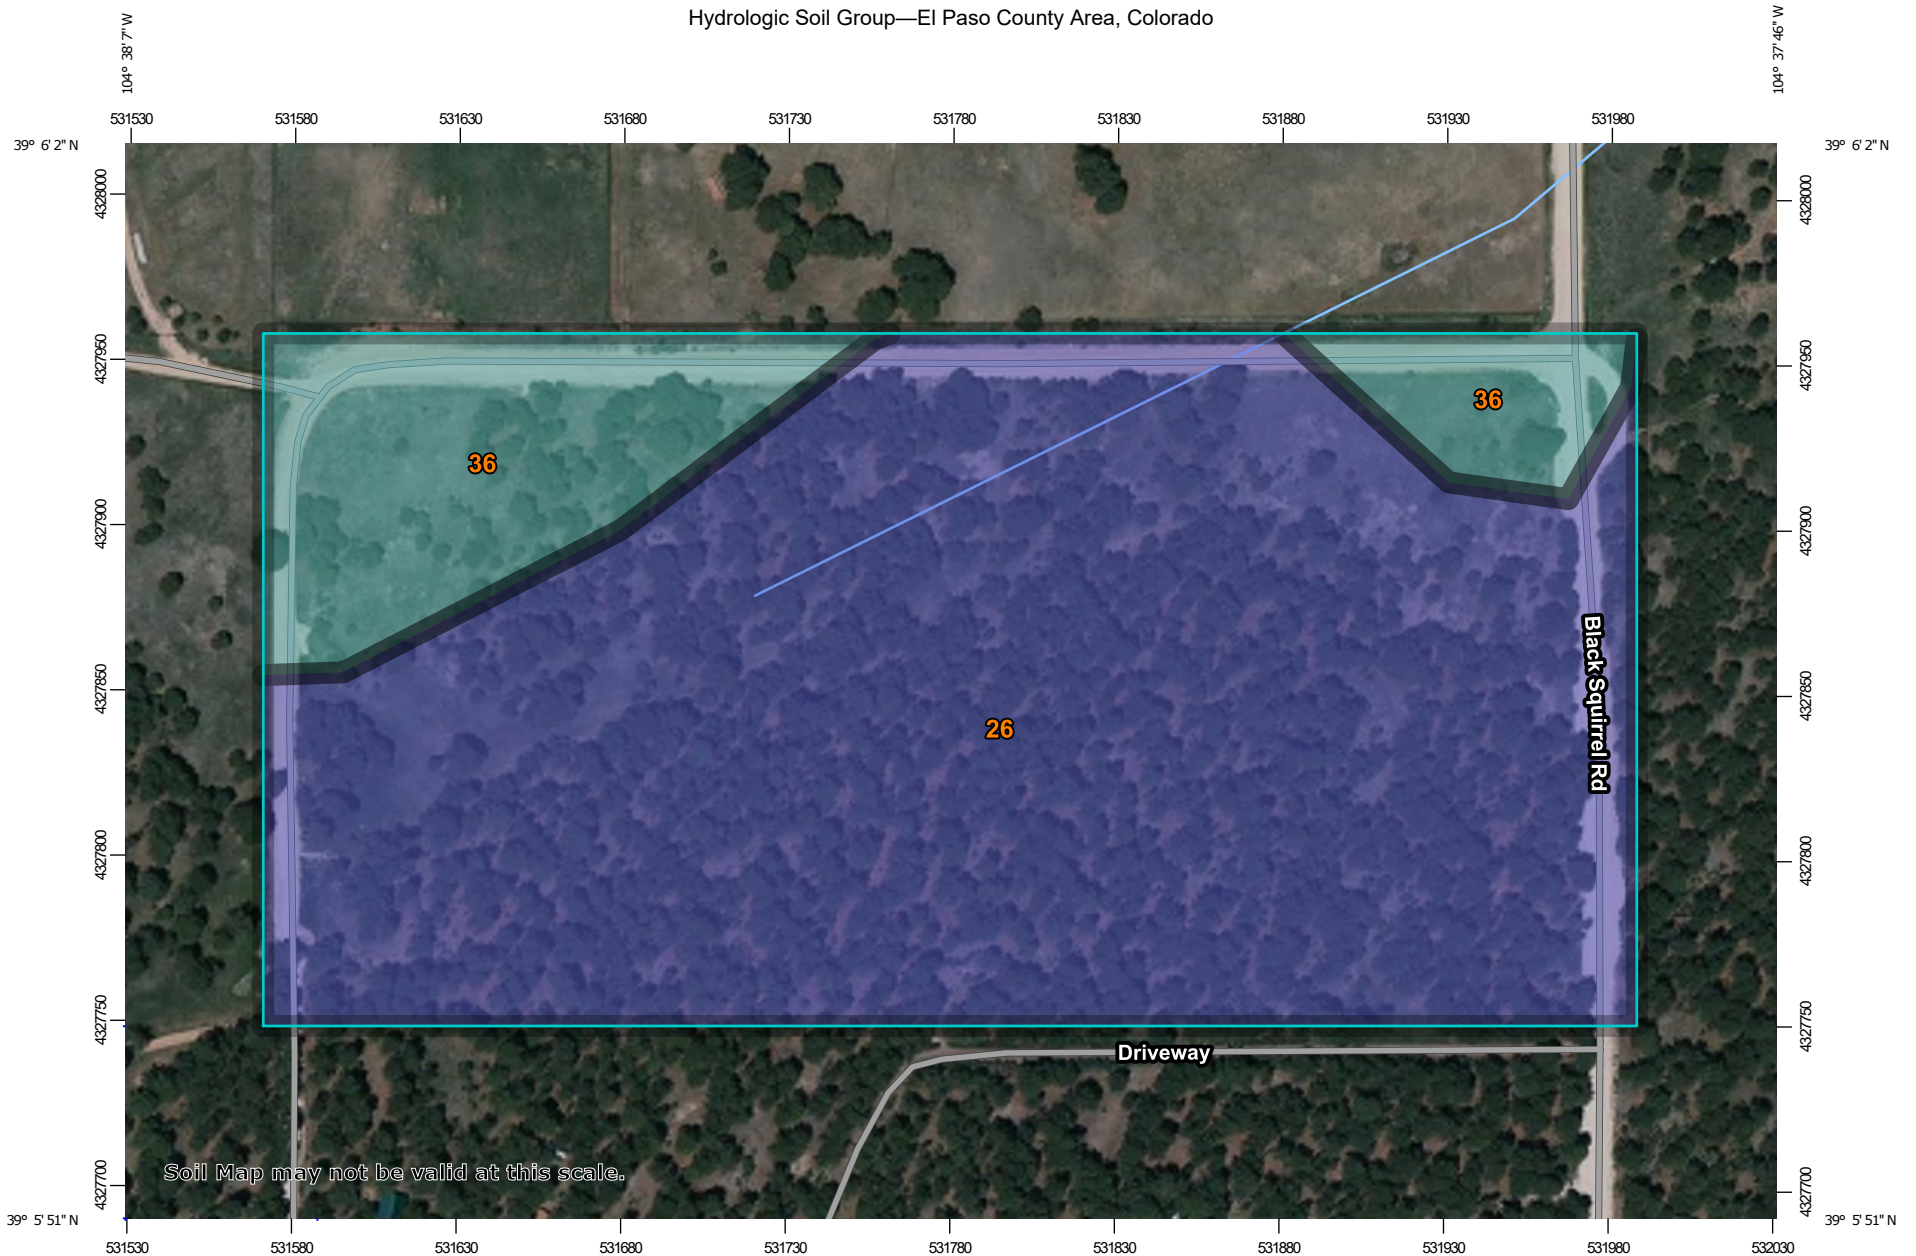 Hydrologic Soil Group—El Paso County Area, Colorado
104° 38' 7" W
104° 37' 46" W
531530 531580 531630 531680 531730 531780 531830 531880 531930 531980
39° 6' 2" N
39° 6' 2" N
4328000
4328000
4327950
4327950
36
36
4327900
4327900
Black Squirrel Rd
4327850
4327850
26
4327800
4327800
4327750
4327750
Driveway
Soil Map may not be valid at this scale.
4327700
4327700
39° 5' 51" N
39° 5' 51" N
531530 531580 531630 531680 531730 531780 531830 531880 531930 531980 532030